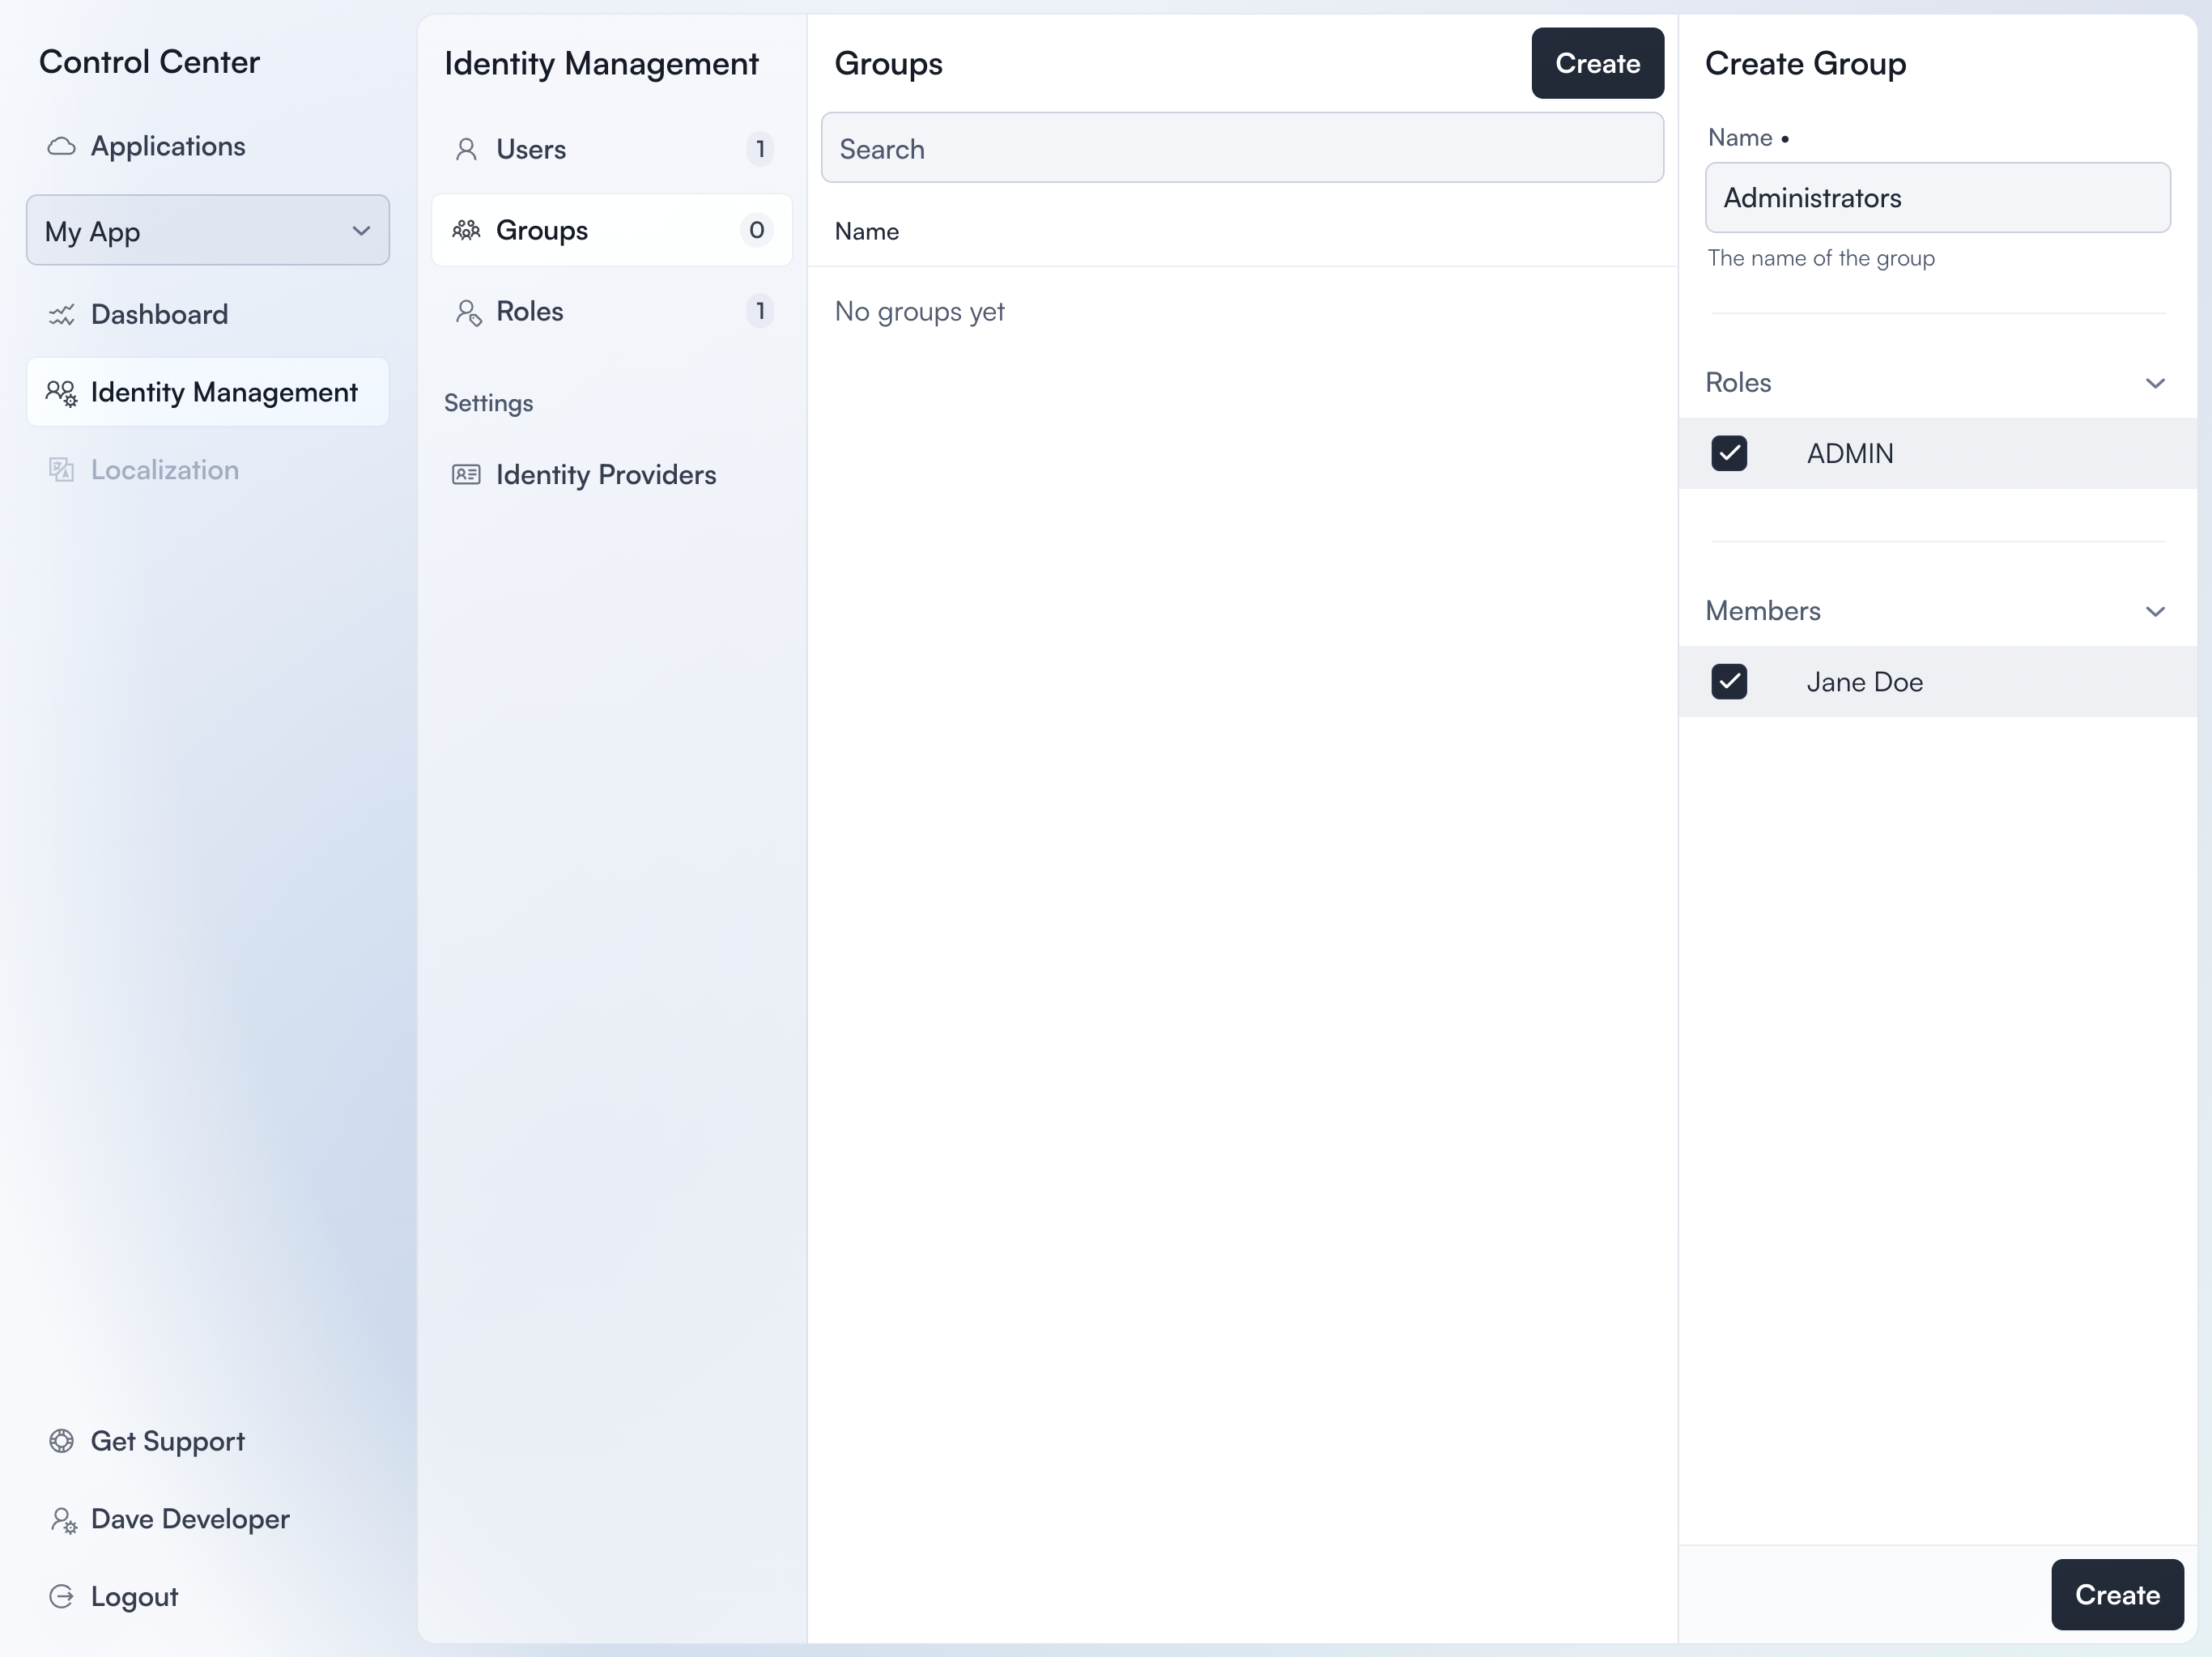 Control Center
Applications
My App
Dashboard
Identity Management
Localization
Get Support
Dave Developer
Logout
Identity Management
Users 1
Groups 0
Roles 1
Settings
Identity Providers
Groups
Create
Search
Name
No groups yet
Create Group
Name •
Administrators
The name of the group
Roles
ADMIN
Members
Jane Doe
Create